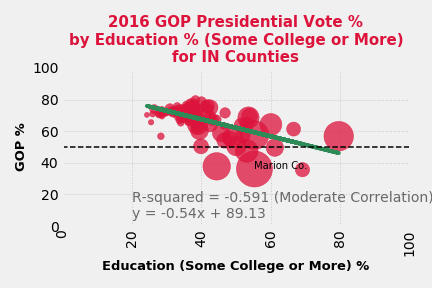 2016 GOP Presidential Vote %
by Education % (Some College or More)
for IN Counties
100
80
60
40
20
0
GOP %
Marion Co.
R-squared = -0.591 (Moderate Correlation)
y = -0.54x + 89.13
0
20
40
60
80
100
Education (Some College or More) %